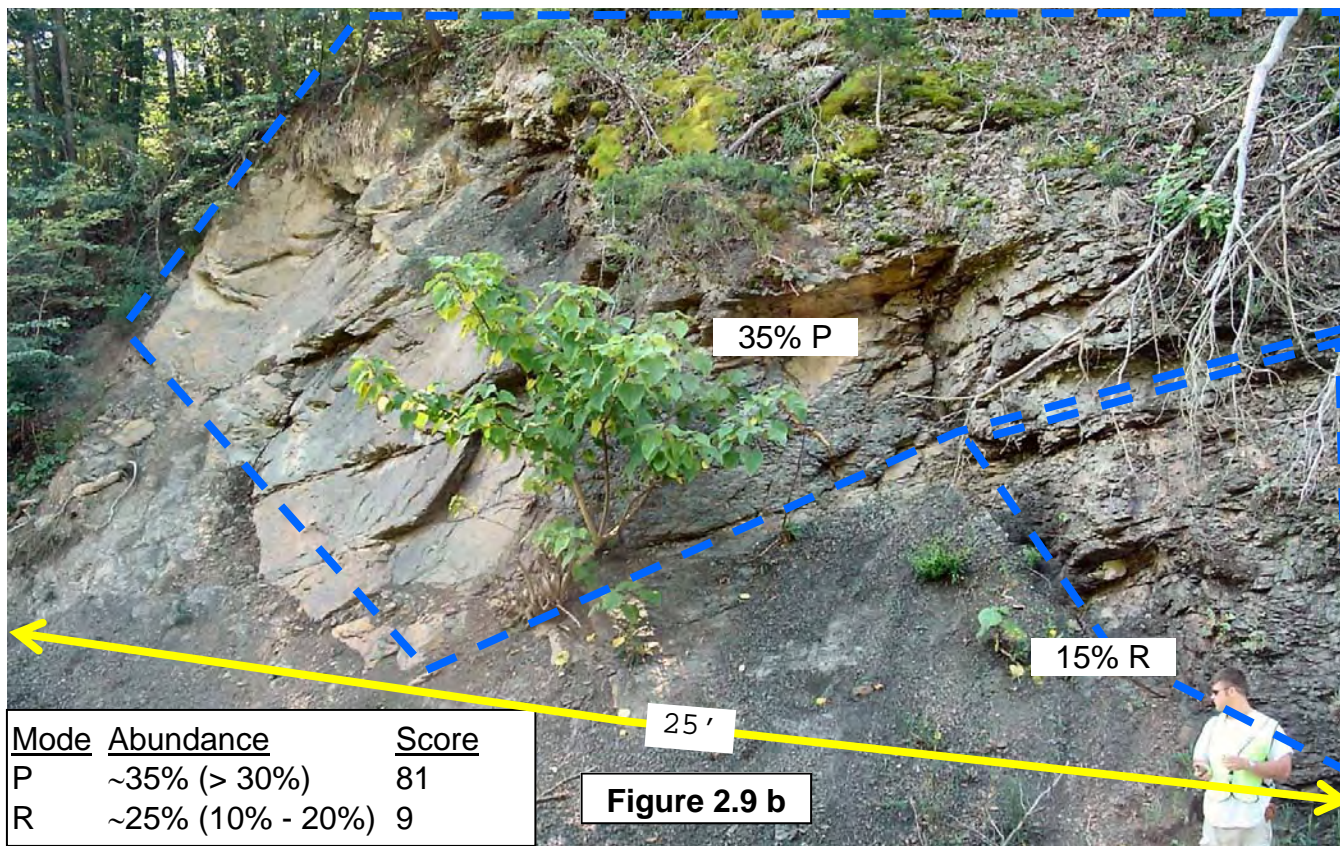 35% P
15% R
25'
Mode Abundance Score
P ~35% (> 30%) 81
R ~25% (10% - 20%) 9
Figure 2.9 b